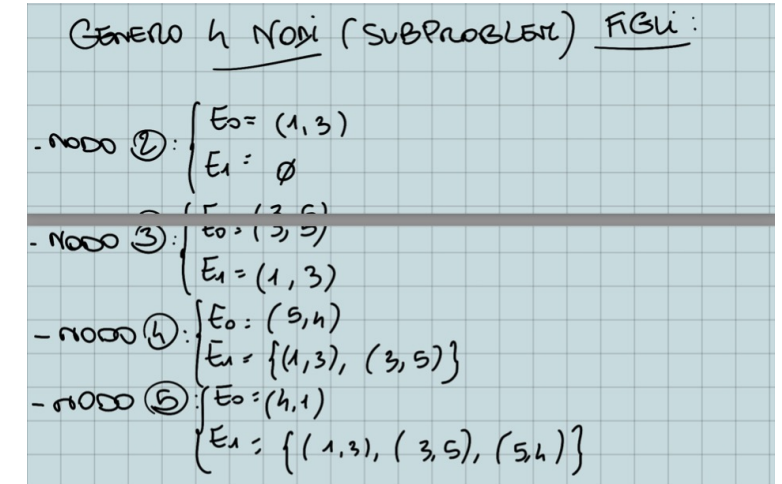 GENERO 4 NODI (SUBPROBLEMI) FIGLI:
- NODO ②: { E₀ = (1,3)
E₁ = ∅
- NODO ③: { E₀ = (3,5)
E₁ = (1,3)
- NODO ④: { E₀ = (5,4)
E₁ = {(1,3), (3,5)}
- NODO ⑤: { E₀ = (4,1)
E₁ = {(1,3), (3,5), (5,4)}